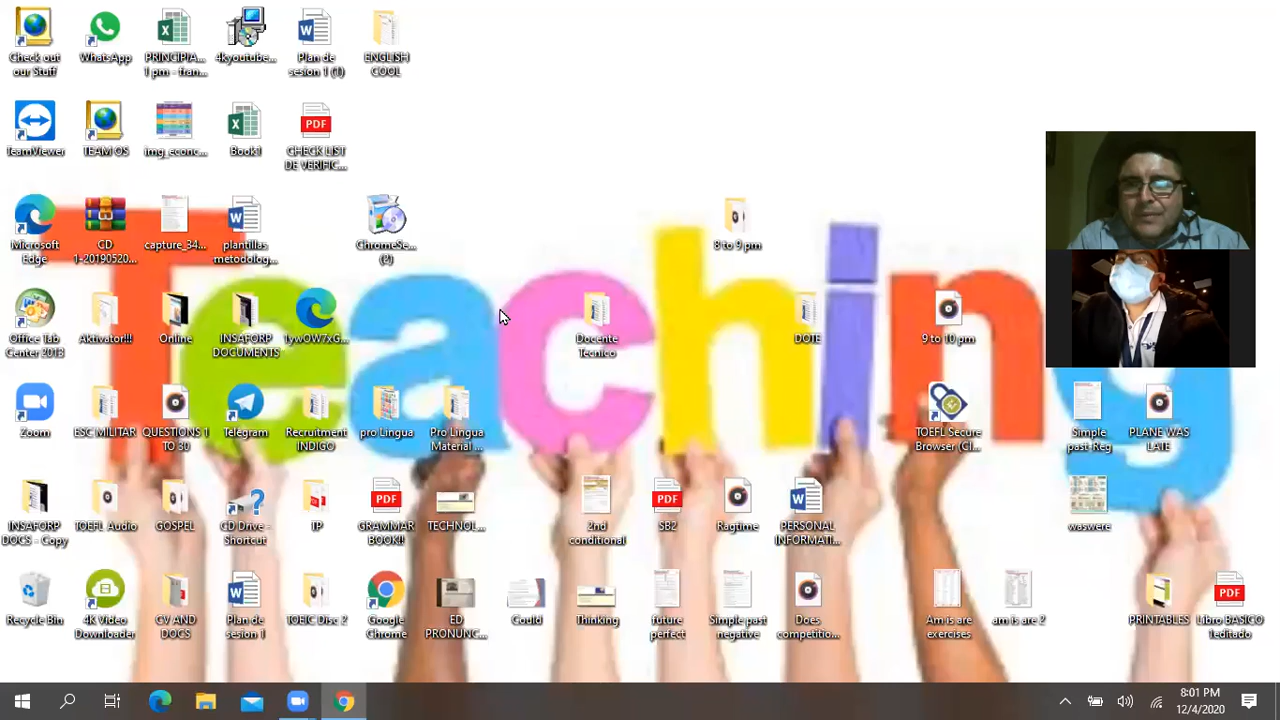 Check out
our Stuff
WhatsApp
PRINCIPIA...
1 pm - fran...
4kyoutube...
Plan de
sesion 1 (1)
ENGLISH
COOL
TeamViewer
TEAM OS
img_econc...
Book1
PDF
CHECK LIST
DE VERIFIC...
Microsoft
Edge
CD
1-20190520...
capture_34...
plantillas
metodolog...
ChromeSe...
(2)
8 to 9 pm
Teaching
Office Tab
Center 2013
Aktivator!!!
Online
INSAFORP
DOCUMENTS
1ywOW7xG...
Docente
Tecnico
DOTE
9 to 10 pm
Zoom
ESC MILITAR
QUESTIONS 1
TO 30
Telegram
Recruitment
INDIGO
pro Lingua
Pro Lingua
Material ...
TOEFL Secure
Browser (Cl...
Simple
past Reg
PLANE WAS
LATE
INSAFORP
DOCS - Copy
TOEFL Audio
GOSPEL
CD Drive -
Shortcut
IP
PDF
GRAMMAR
BOOK!!
TECHNOL...
2nd
conditional
PDF
SB2
Ragtime
PERSONAL
INFORMATI...
waswere
Recycle Bin
4K Video
Downloader
CV AND
DOCS
Plan de
sesion 1
TOEIC Disc 2
Google
Chrome
ED
PRONUNC...
Could
Thinking
future
perfect
Simple past
negative
Does
competitio...
Am is are
exercises
am is are 2
PRINTABLES
PDF
Libro BASICO
1editado
8:01 PM
12/4/2020